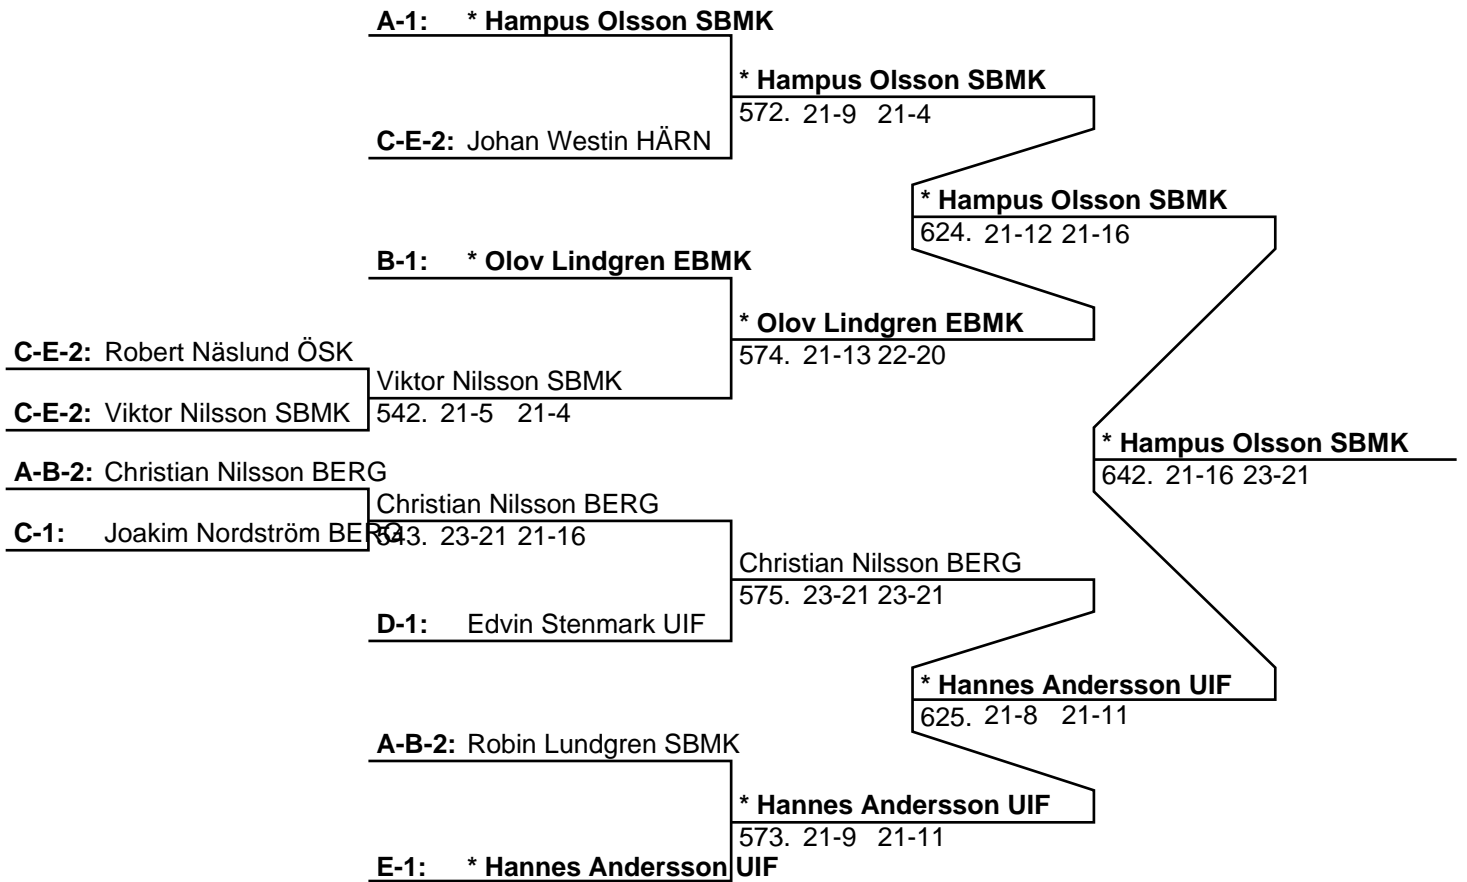 A-1: * Hampus Olsson SBMK
* Hampus Olsson SBMK
572. 21-9 21-4
C-E-2: Johan Westin HÄRN
* Hampus Olsson SBMK
624. 21-12 21-16
B-1: * Olov Lindgren EBMK
* Olov Lindgren EBMK
574. 21-13 22-20
C-E-2: Robert Näslund ÖSK
Viktor Nilsson SBMK
542. 21-5 21-4
C-E-2: Viktor Nilsson SBMK
* Hampus Olsson SBMK
642. 21-16 23-21
A-B-2: Christian Nilsson BERG
Christian Nilsson BERG
543. 23-21 21-16
C-1: Joakim Nordström BERG
Christian Nilsson BERG
575. 23-21 23-21
D-1: Edvin Stenmark UIF
* Hannes Andersson UIF
625. 21-8 21-11
A-B-2: Robin Lundgren SBMK
* Hannes Andersson UIF
573. 21-9 21-11
E-1: * Hannes Andersson UIF